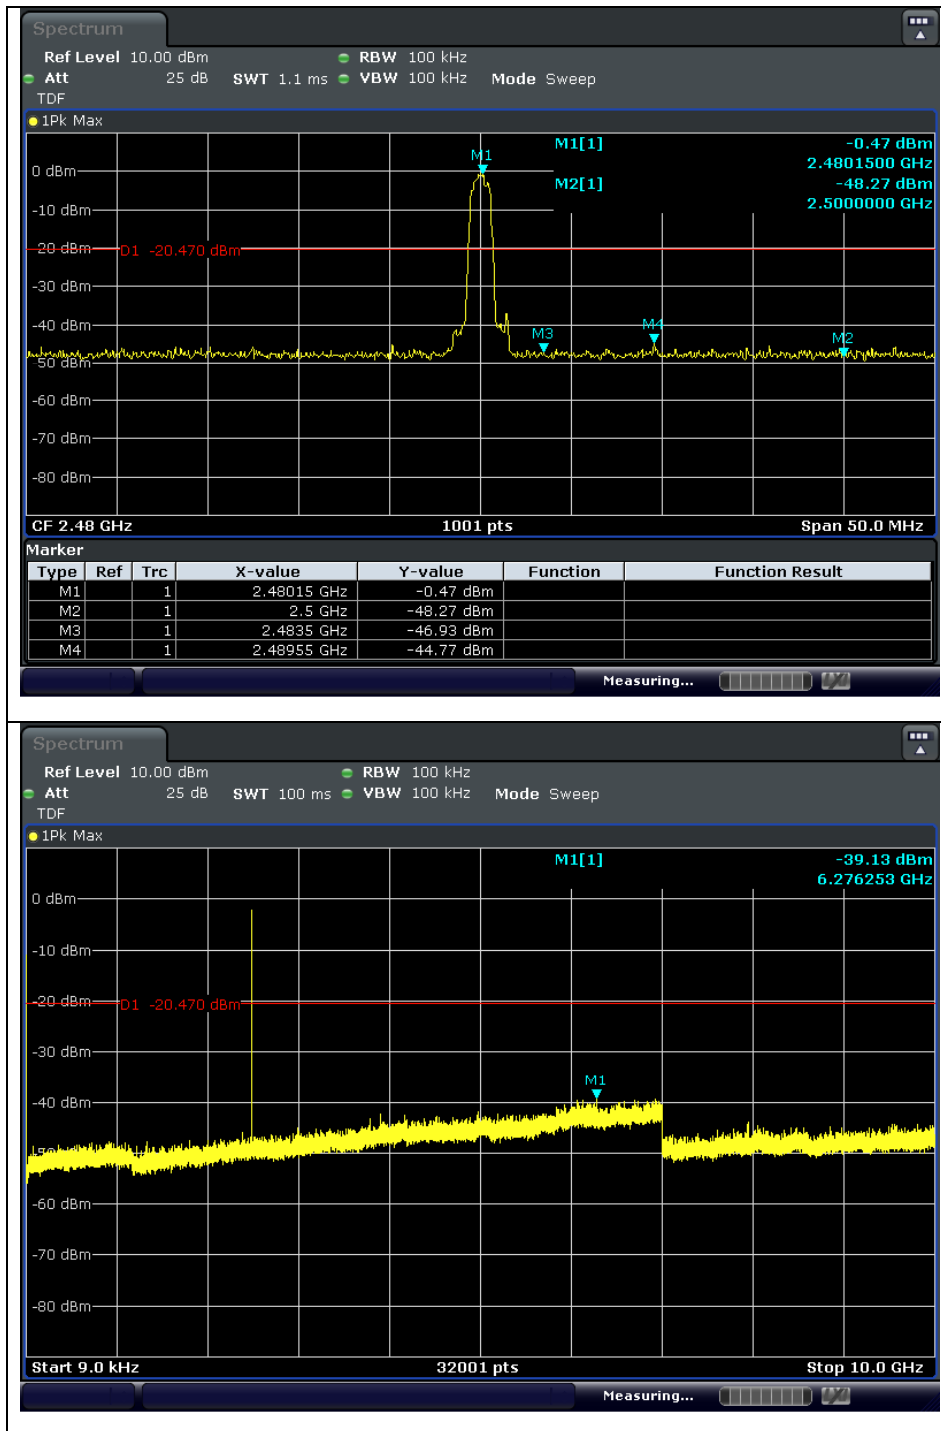 Spectrum
Ref Level 10.00 dBm RBW 100 kHz
Att 25 dB SWT 1.1 ms VBW 100 kHz Mode Sweep
TDF
1Pk Max
M1[1] -0.47 dBm
2.4801500 GHz
M2[1] -48.27 dBm
2.5000000 GHz
M1
0 dBm
-10 dBm
-20 dBm
D1 -20.470 dBm
-30 dBm
-40 dBm
M3
M4
M2
-50 dBm
-60 dBm
-70 dBm
-80 dBm
CF 2.48 GHz 1001 pts Span 50.0 MHz
Marker
Type Ref Trc X-value Y-value Function Function Result
M1 1 2.48015 GHz -0.47 dBm
M2 1 2.5 GHz -48.27 dBm
M3 1 2.4835 GHz -46.93 dBm
M4 1 2.48955 GHz -44.77 dBm
Measuring...
Spectrum
Ref Level 10.00 dBm RBW 100 kHz
Att 25 dB SWT 100 ms VBW 100 kHz Mode Sweep
TDF
1Pk Max
M1[1] -39.13 dBm
6.276253 GHz
0 dBm
-10 dBm
-20 dBm
D1 -20.470 dBm
-30 dBm
M1
-40 dBm
-60 dBm
-70 dBm
-80 dBm
Start 9.0 kHz 32001 pts Stop 10.0 GHz
Measuring...